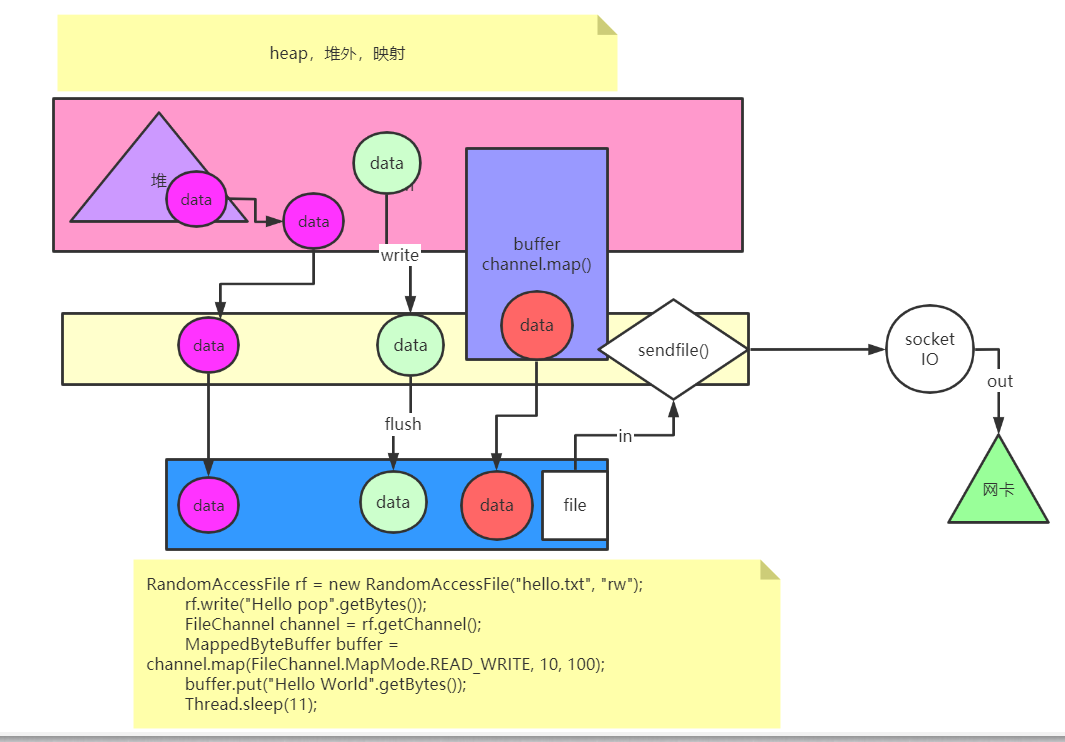 heap，堆外，映射
堆
data
data
data
write
buffer
channel.map()
data
data
data
sendfile()
socket
IO
out
flush
in
data
data
data
file
网卡
RandomAccessFile rf = new RandomAccessFile("hello.txt", "rw");
rf.write("Hello pop".getBytes());
FileChannel channel = rf.getChannel();
MappedByteBuffer buffer =
channel.map(FileChannel.MapMode.READ_WRITE, 10, 100);
buffer.put("Hello World".getBytes());
Thread.sleep(11);